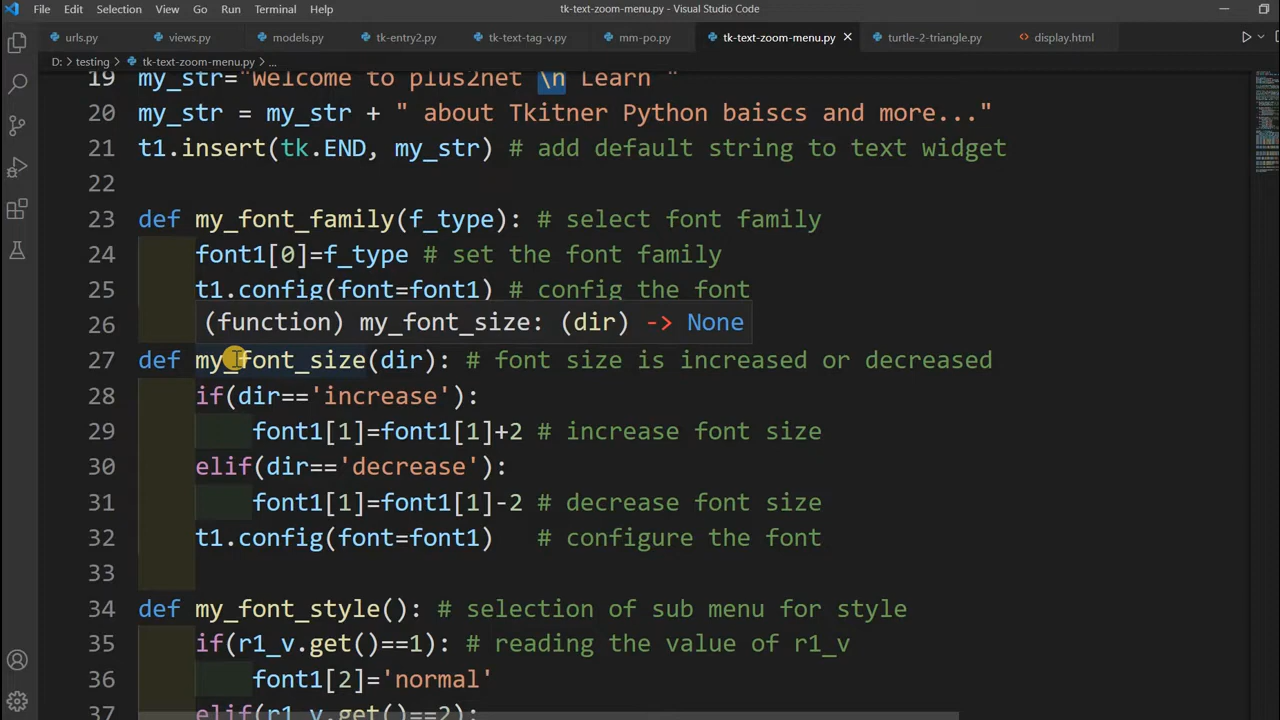 File Edit Selection View Go Run Terminal Help tk-text-zoom-menu.py - Visual Studio Code
urls.py views.py models.py tk-entry2.py tk-text-tag-v.py mm-po.py tk-text-zoom-menu.py turtle-2-triangle.py display.html
D: > testing > tk-text-zoom-menu.py > ...
19 my_str="Welcome to plus2net \n Learn "
20 my_str = my_str + " about Tkitner Python baiscs and more..."
21 t1.insert(tk.END, my_str) # add default string to text widget
22
23 def my_font_family(f_type): # select font family
24 font1[0]=f_type # set the font family
25 t1.config(font=font1) # config the font
26 (function) my_font_size: (dir) -> None
27 def my_font_size(dir): # font size is increased or decreased
28 if(dir=='increase'):
29 font1[1]=font1[1]+2 # increase font size
30 elif(dir=='decrease'):
31 font1[1]=font1[1]-2 # decrease font size
32 t1.config(font=font1) # configure the font
33
34 def my_font_style(): # selection of sub menu for style
35 if(r1_v.get()==1): # reading the value of r1_v
36 font1[2]='normal'
37 elif(r1_v.get()==2):